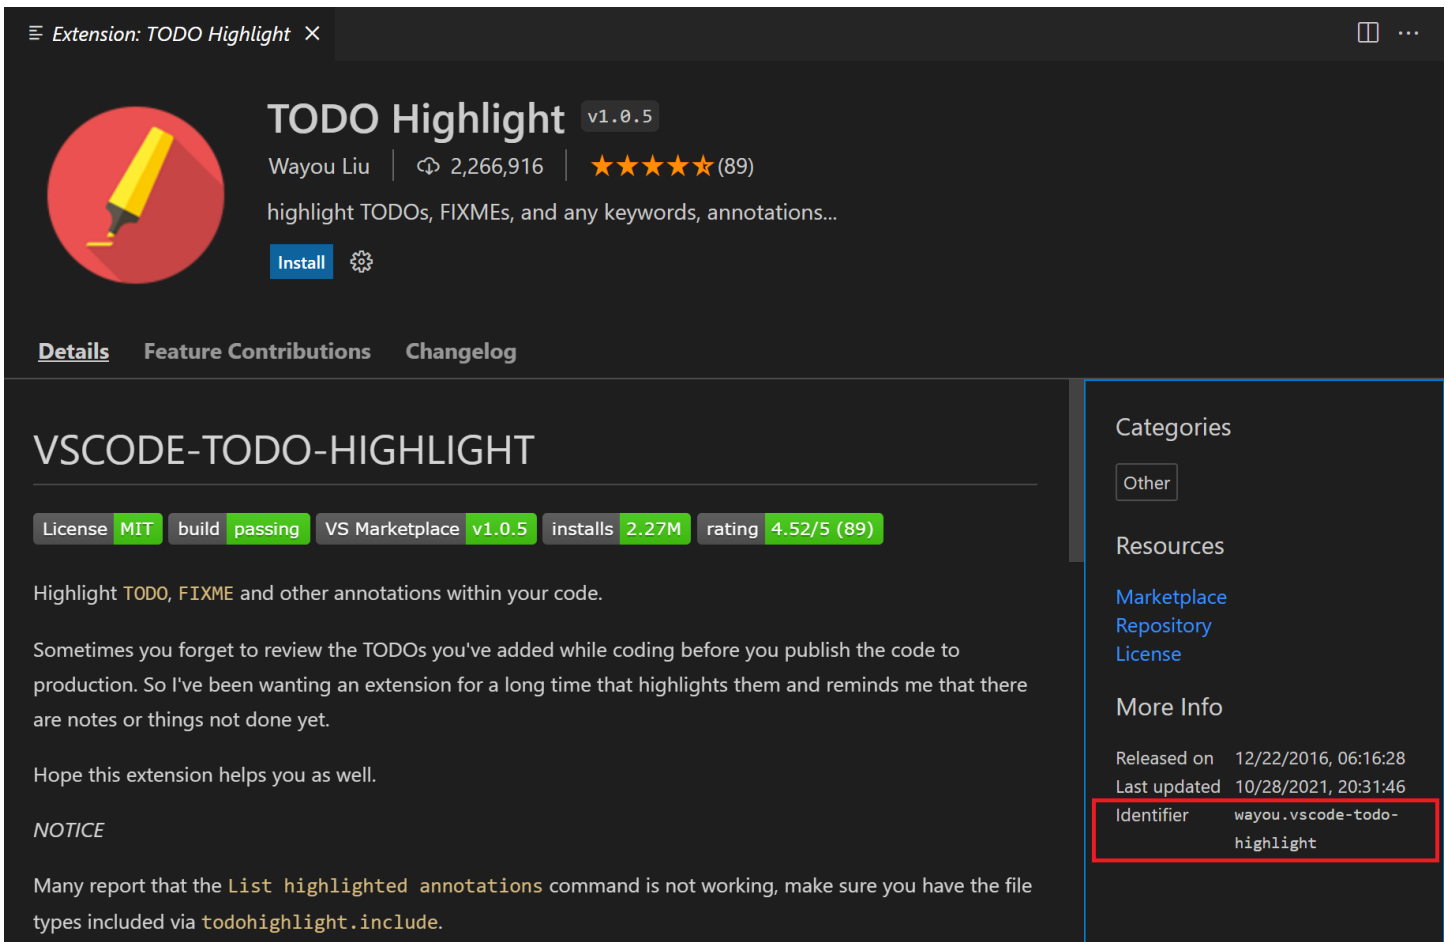 Extension: TODO Highlight
TODO Highlight v1.0.5
Wayou Liu 2,266,916 (89)
highlight TODOs, FIXMEs, and any keywords, annotations...
Install
Details Feature Contributions Changelog
VSCODE-TODO-HIGHLIGHT
License MIT build passing VS Marketplace v1.0.5 installs 2.27M rating 4.52/5 (89)
Highlight TODO, FIXME and other annotations within your code.
Sometimes you forget to review the TODOs you've added while coding before you publish the code to
production. So I've been wanting an extension for a long time that highlights them and reminds me that there
are notes or things not done yet.
Hope this extension helps you as well.
NOTICE
Many report that the List highlighted annotations command is not working, make sure you have the file
types included via todohighlight.include.
Categories
Other
Resources
Marketplace
Repository
License
More Info
Released on 12/22/2016, 06:16:28
Last updated 10/28/2021, 20:31:46
Identifier wayou.vscode-todo-
highlight